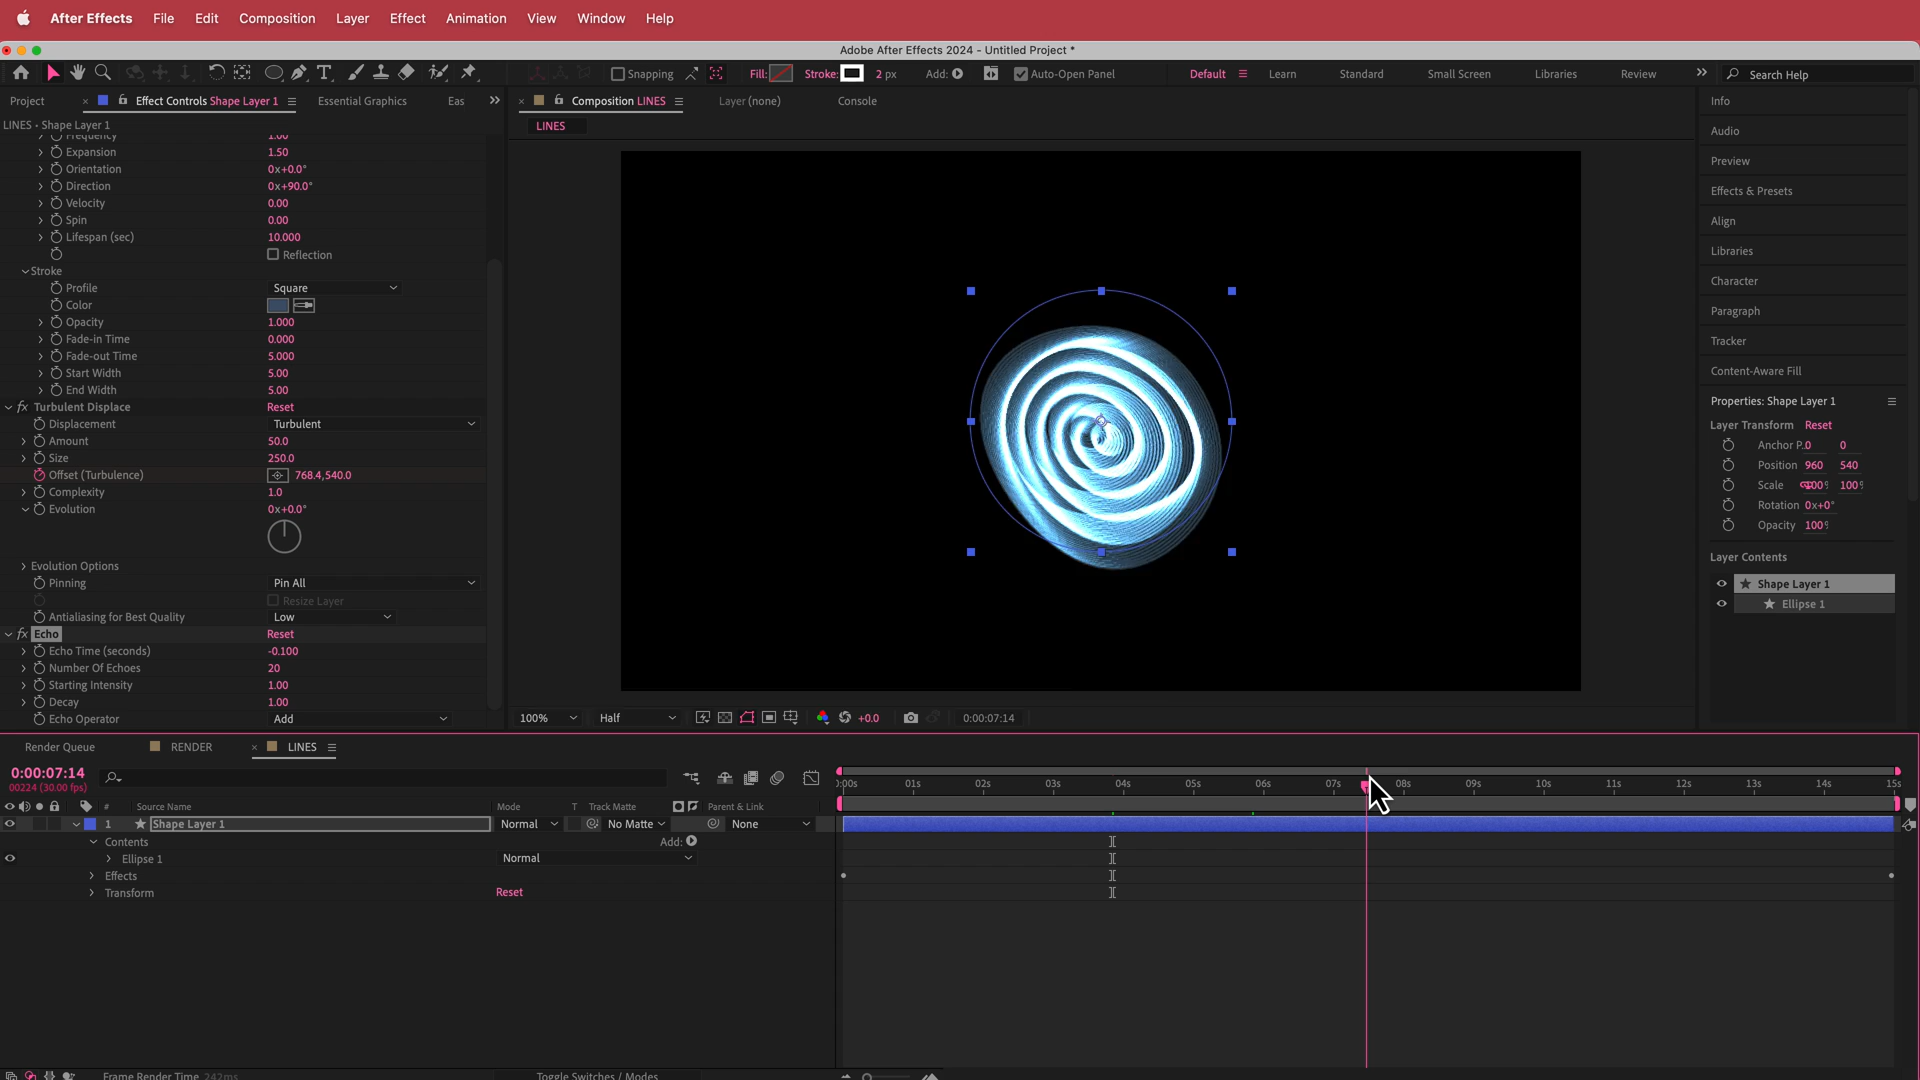 After Effects File Edit Composition Layer Effect Animation View Window Help
Adobe After Effects 2024 - Untitled Project *
Snapping Fill: Stroke: 2 px Add: Auto-Open Panel Default Learn Standard Small Screen Libraries Review Search Help
Project Effect Controls Shape Layer 1 Essential Graphics Eas
LINES • Shape Layer 1
Frequency 1.00
Expansion 1.50
Orientation 0x+0.0°
Direction 0x+90.0°
Velocity 0.00
Spin 0.00
Lifespan (sec) 10.000
Reflection
Stroke
Profile Square
Color
Opacity 1.000
Fade-in Time 0.000
Fade-out Time 5.000
Start Width 5.00
End Width 5.00
fx Turbulent Displace Reset
Displacement Turbulent
Amount 50.0
Size 250.0
Offset (Turbulence) 768.4,540.0
Complexity 1.0
Evolution 0x+0.0°
Evolution Options
Pinning Pin All
Resize Layer
Antialiasing for Best Quality Low
fx Echo Reset
Echo Time (seconds) -0.100
Number Of Echoes 20
Starting Intensity 1.00
Decay 1.00
Echo Operator Add
Composition LINES Layer (none) Console
LINES
100% Half +0.0 0:00:07:14
Info
Audio
Preview
Effects & Presets
Align
Libraries
Character
Paragraph
Tracker
Content-Aware Fill
Properties: Shape Layer 1
Layer Transform Reset
Anchor P. 0 0
Position 960 540
Scale 100% 100%
Rotation 0x+0°
Opacity 100%
Layer Contents
Shape Layer 1
Ellipse 1
Render Queue RENDER LINES
0:00:07:14
00224 (30.00 fps)
:00s 01s 02s 03s 04s 05s 06s 07s 08s 09s 10s 11s 12s 13s 14s 15s
# Source Name Mode T Track Matte Parent & Link
1 Shape Layer 1 Normal No Matte None
Contents Add:
Ellipse 1 Normal
Effects
Transform Reset
Frame Render Time 242ms Toggle Switches / Modes